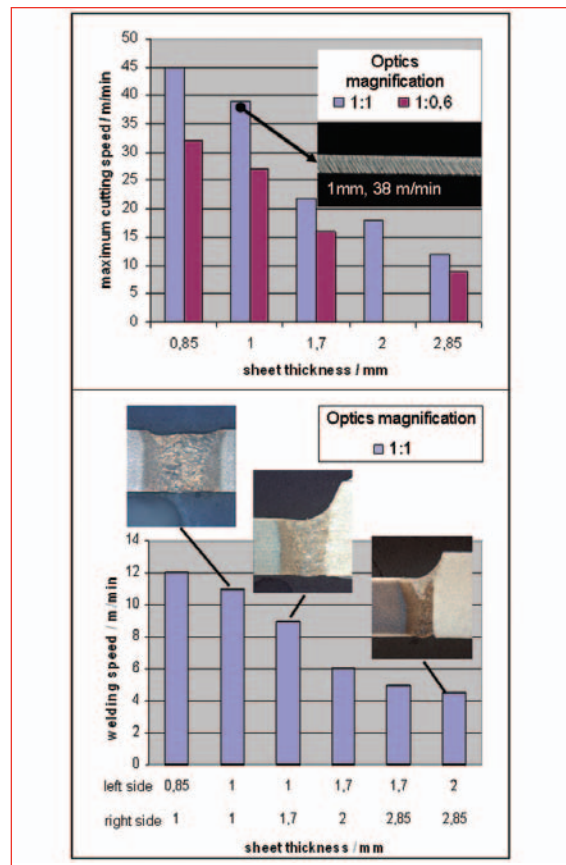 50
45
40
35
30
25
20
15
10
5
0
maximum cutting speed / m/min
Optics
magnification
1:1 1:0,6
1mm, 38 m/min
0,85 1 1,7 2 2,85
sheet thickness / mm
Optics magnification
1:1
14
12
10
8
6
4
2
0
welding speed / m/min
left side 0,85 1 1 1,7 1,7 2
right side 1 1 1,7 2 2,85 2,85
sheet thickness / mm